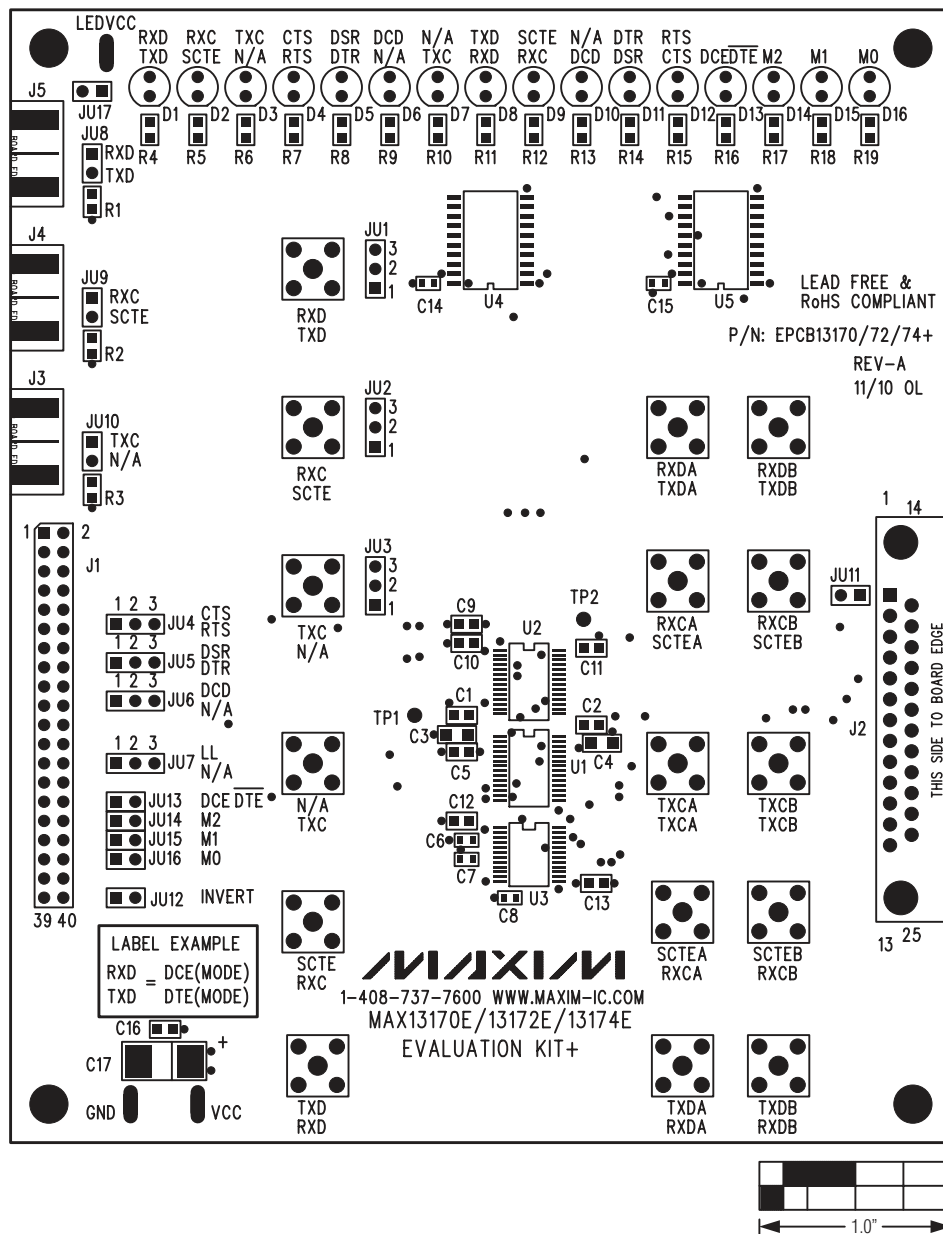 LEDVCC
RXD RXC TXC CTS DSR DCD N/A TXD SCTE N/A DTR RTS
TXD SCTE N/A RTS DTR N/A TXC RXD RXC DCD DSR CTS DCEDTE M2 M1 M0
J5
JU17
D1 D2 D3 D4 D5 D6 D7 D8 D9 D10 D11 D12 D13 D14 D15 D16
R4 R5 R6 R7 R8 R9 R10 R11 R12 R13 R14 R15 R16 R17 R18 R19
JU8
RXD
TXD
R1
BOARD ED
J4
JU9
RXC
SCTE
R2
J3
JU10
TXC
N/A
R3
BOARD ED
JU1
3
2
1
RXD
TXD
C14
U4
C15
U5
LEAD FREE &
RoHS COMPLIANT
P/N: EPCB13170/72/74+
REV-A
11/10 OL
JU2
3
2
1
RXC
SCTE
RXDA
TXDA
RXDB
TXDB
1 2
J1
39 40
JU3
3
2
1
TXC
N/A
1 2 3
JU4 CTS
RTS
1 2 3
JU5 DSR
DTR
1 2 3
JU6 DCD
N/A
1 2 3
JU7 LL
N/A
JU13 DCE DTE
JU14 M2
JU15 M1
JU16 M0
JU12 INVERT
C9
C10
U2
TP2
C11
RXCA
SCTEA
RXCB
SCTEB
JU11
1 14
J2
13 25
THIS SIDE TO BOARD EDGE
TP1
C1
C3
C5
C2
C4
U1
N/A
TXC
TXCA
TXCA
TXCB
TXCB
C12
C6
C7
C8
U3
C13
SCTE
RXC
SCTEA
RXCA
SCTEB
RXCB
LABEL EXAMPLE
RXD = DCE(MODE)
TXD DTE(MODE)
C16
C17
+
GND
VCC
MAXIM
1-408-737-7600 WWW.MAXIM-IC.COM
MAX13170E/13172E/13174E
EVALUATION KIT+
TXD
RXD
TXDA
RXDA
TXDB
RXDB
1.0"